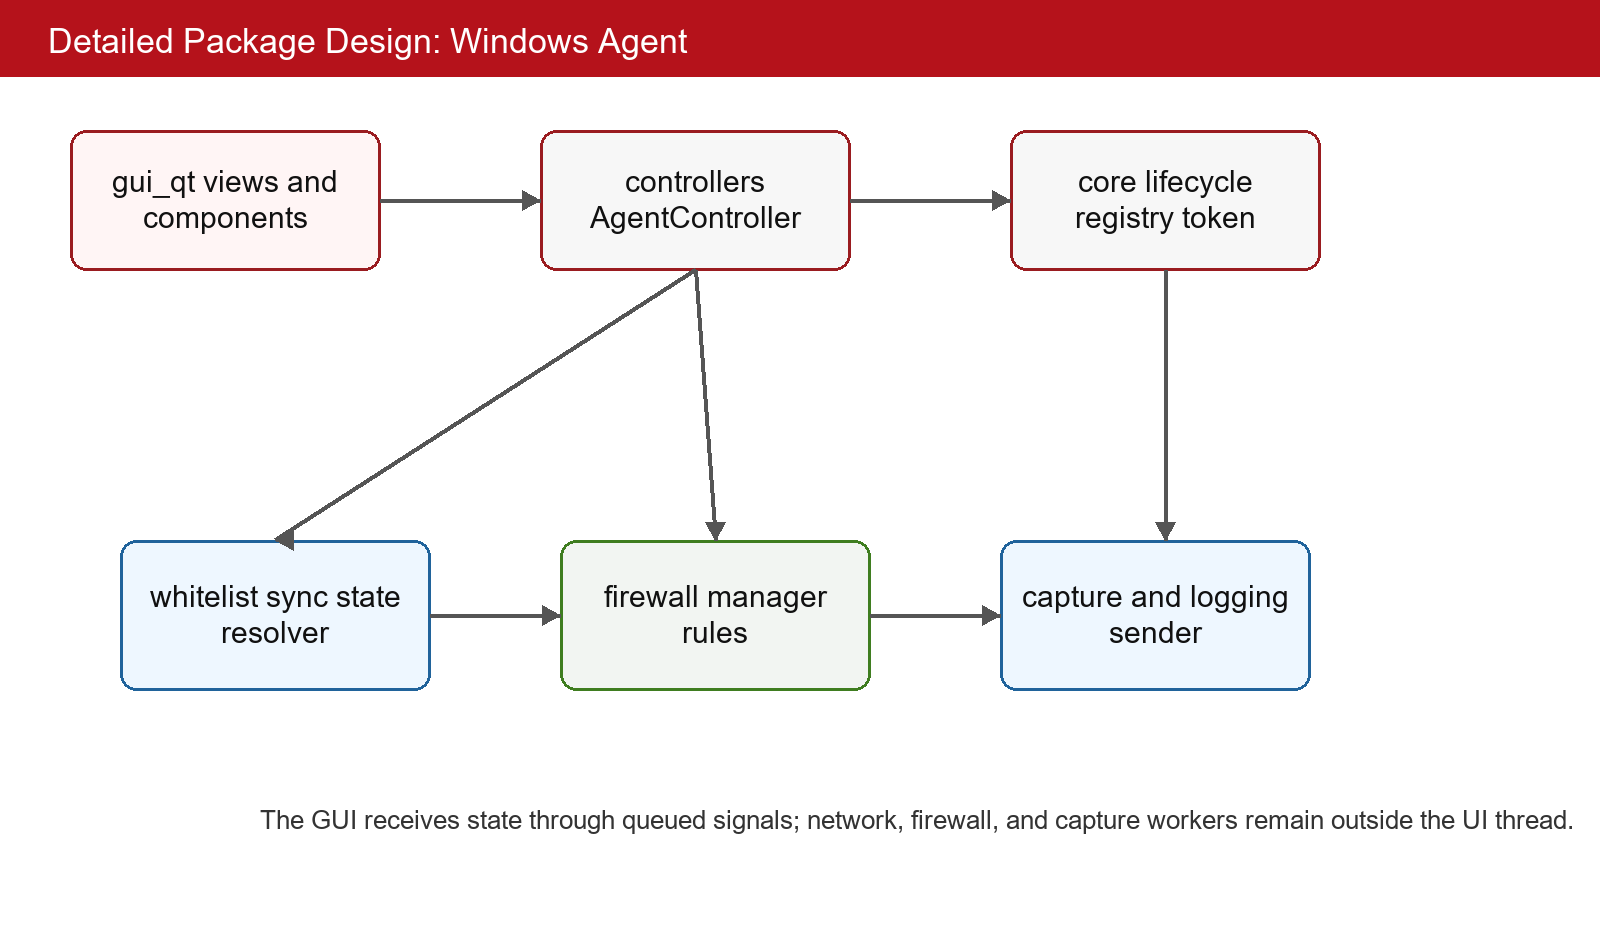 Detailed Package Design: Windows Agent
gui_qt views and
components
controllers
AgentController
core lifecycle
registry token
whitelist sync state
resolver
firewall manager
rules
capture and logging
sender
The GUI receives state through queued signals; network, firewall, and capture workers remain outside the UI thread.